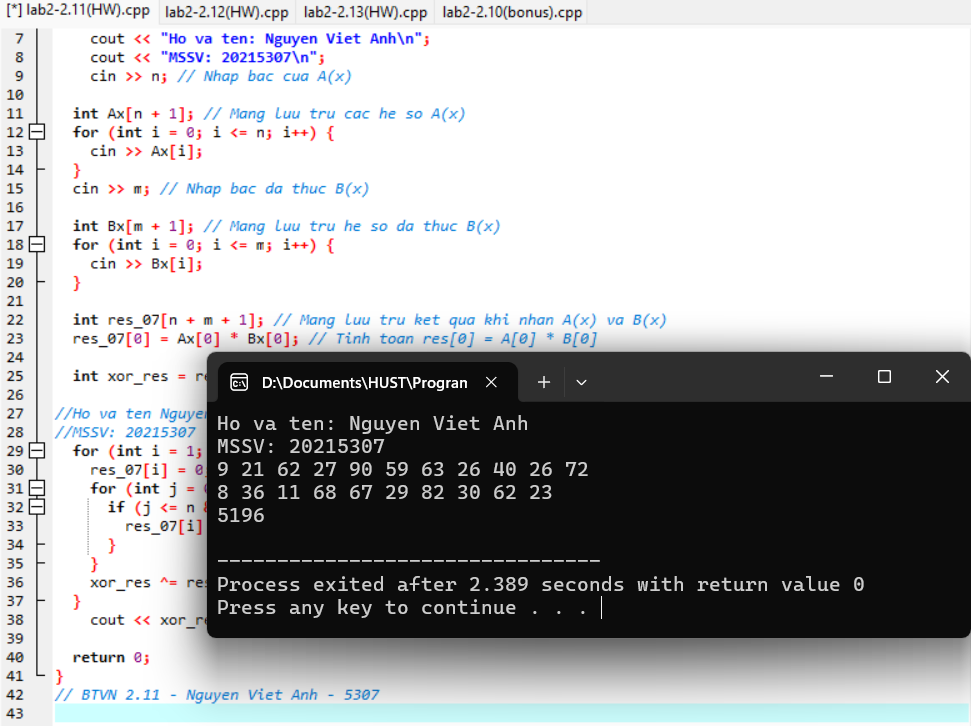 [*] lab2-2.11(HW).cpp lab2-2.12(HW).cpp lab2-2.13(HW).cpp lab2-2.10(bonus).cpp
7 cout << "Ho va ten: Nguyen Viet Anh\n";
8 cout << "MSSV: 20215307\n";
9 cin >> n; // Nhap bac cua A(x)
10
11 int Ax[n + 1]; // Mang luu tru cac he so A(x)
12 for (int i = 0; i <= n; i++) {
13 cin >> Ax[i];
14 }
15 cin >> m; // Nhap bac da thuc B(x)
16
17 int Bx[m + 1]; // Mang luu tru he so da thuc B(x)
18 for (int i = 0; i <= m; i++) {
19 cin >> Bx[i];
20 }
21
22 int res_07[n + m + 1]; // Mang luu tru ket qua khi nhan A(x) va B(x)
23 res_07[0] = Ax[0] * Bx[0]; // Tinh toan res[0] = A[0] * B[0]
24
25 int xor_res = re
26
27 //Ho va ten Nguye
28 //MSSV: 20215307
29 for (int i = 1;
30 res_07[i] = 0
31 for (int j =
32 if (j <= n
33 res_07[i]
34 }
35 }
36 xor_res ^= res
37 }
38 cout << xor_re
39
40 return 0;
41 }
42 // BTVN 2.11 - Nguyen Viet Anh - 5307
43
D:\Documents\HUST\Progran
Ho va ten: Nguyen Viet Anh
MSSV: 20215307
9 21 62 27 90 59 63 26 40 26 72
8 36 11 68 67 29 82 30 62 23
5196
--------------------------------
Process exited after 2.389 seconds with return value 0
Press any key to continue . . .